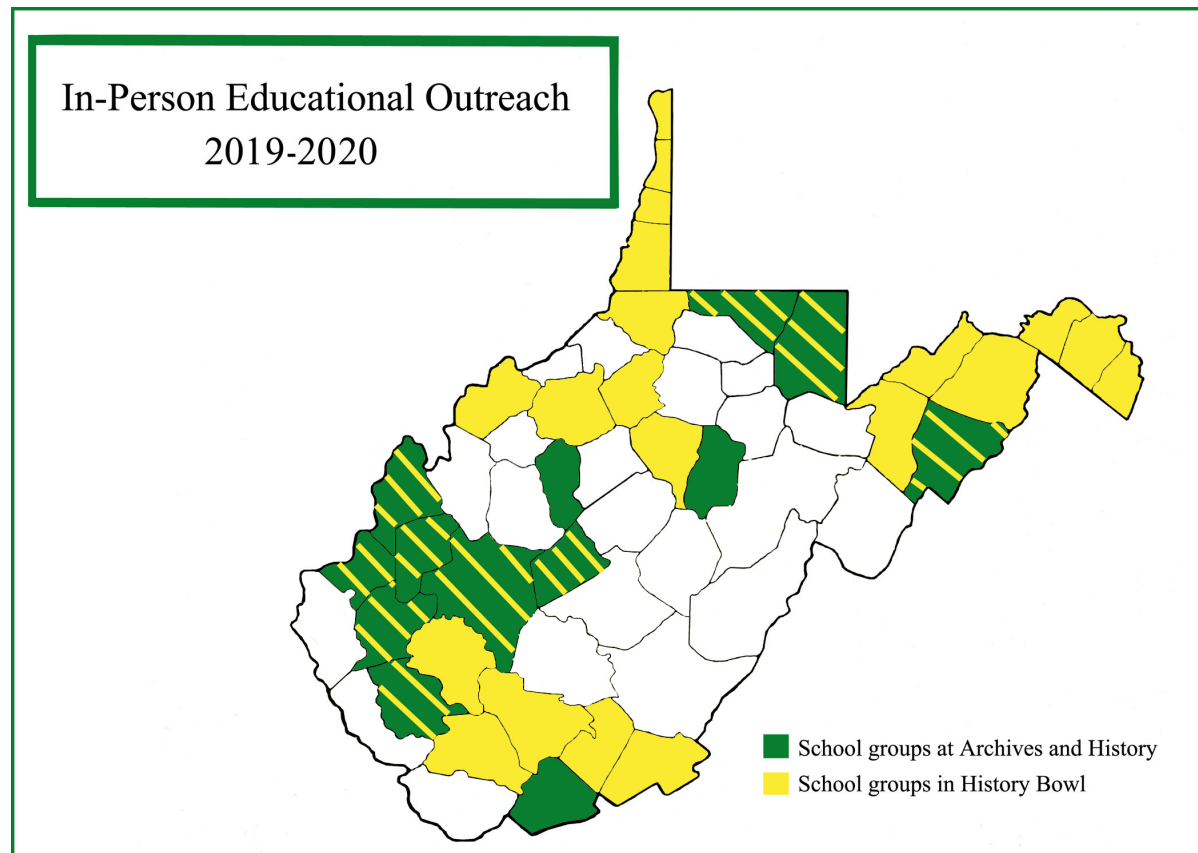 In-Person Educational Outreach
2019-2020
School groups at Archives and History
School groups in History Bowl